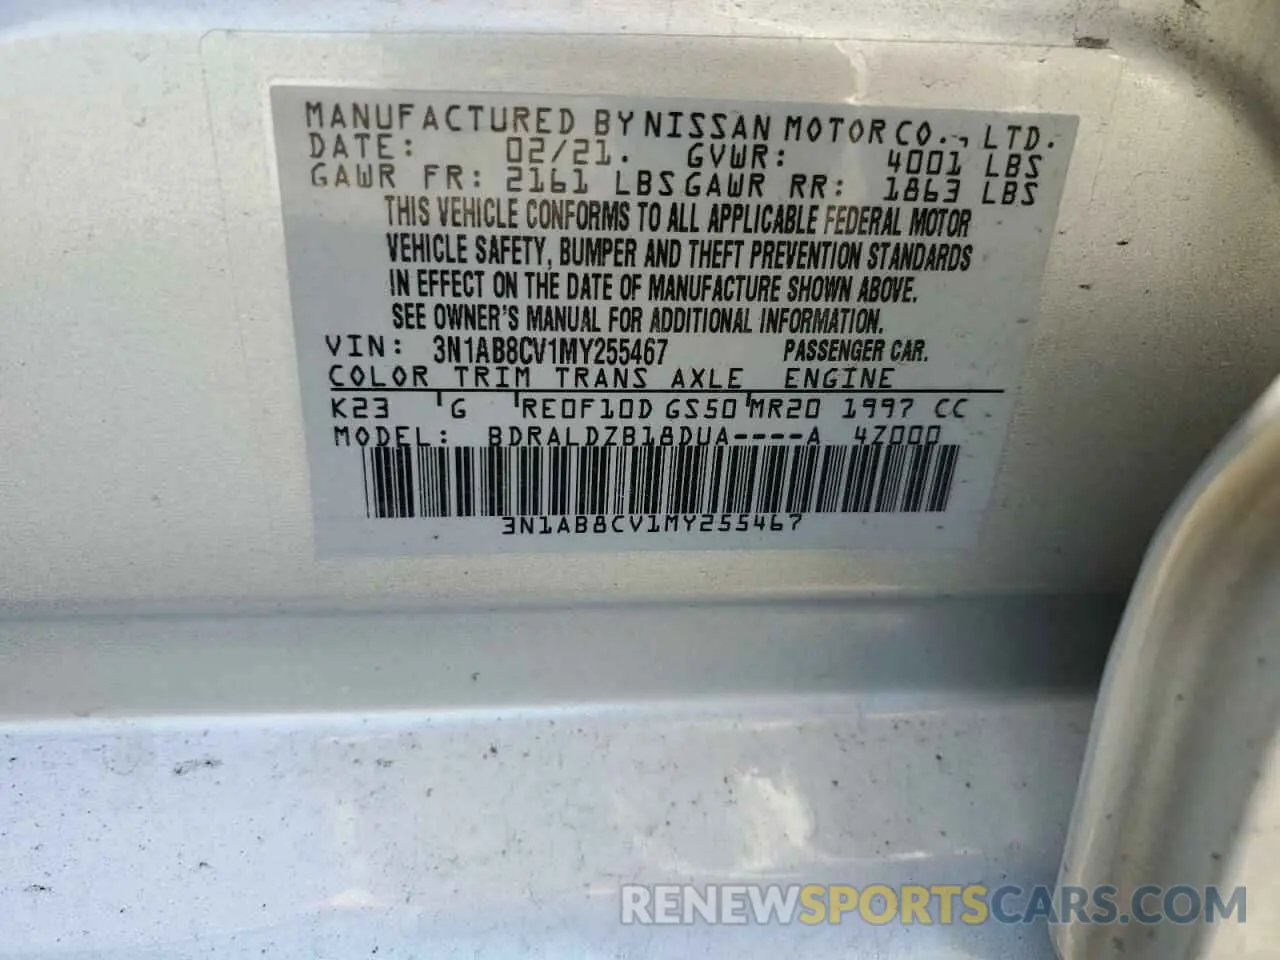 MANUFACTURED BY NISSAN MOTOR CO., LTD.
DATE: 02/21. GVWR: 4001 LBS
GAWR FR: 2161 LBS GAWR RR: 1863 LBS
THIS VEHICLE CONFORMS TO ALL APPLICABLE FEDERAL MOTOR
VEHICLE SAFETY, BUMPER AND THEFT PREVENTION STANDARDS
IN EFFECT ON THE DATE OF MANUFACTURE SHOWN ABOVE.
SEE OWNER'S MANUAL FOR ADDITIONAL INFORMATION.
VIN: 3N1AB8CV1MY255467 PASSENGER CAR.
COLOR TRIM TRANS AXLE ENGINE
K23 G RE0F10D GS50 MR20 1997 CC
MODEL: BDRALDZB18DUA----A 4Z000
3N1AB8CV1MY255467
RENEWSPORTSCARS.COM